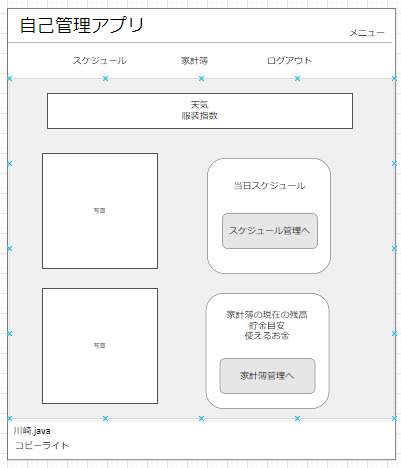 自己管理アプリ
メニュー
スケジュール 家計簿 ログアウト
天気
服装指数
写真
当日スケジュール
スケジュール管理へ
写真
家計簿の現在の残高
貯金目安
使えるお金
家計簿管理へ
川崎.java
コピーライト